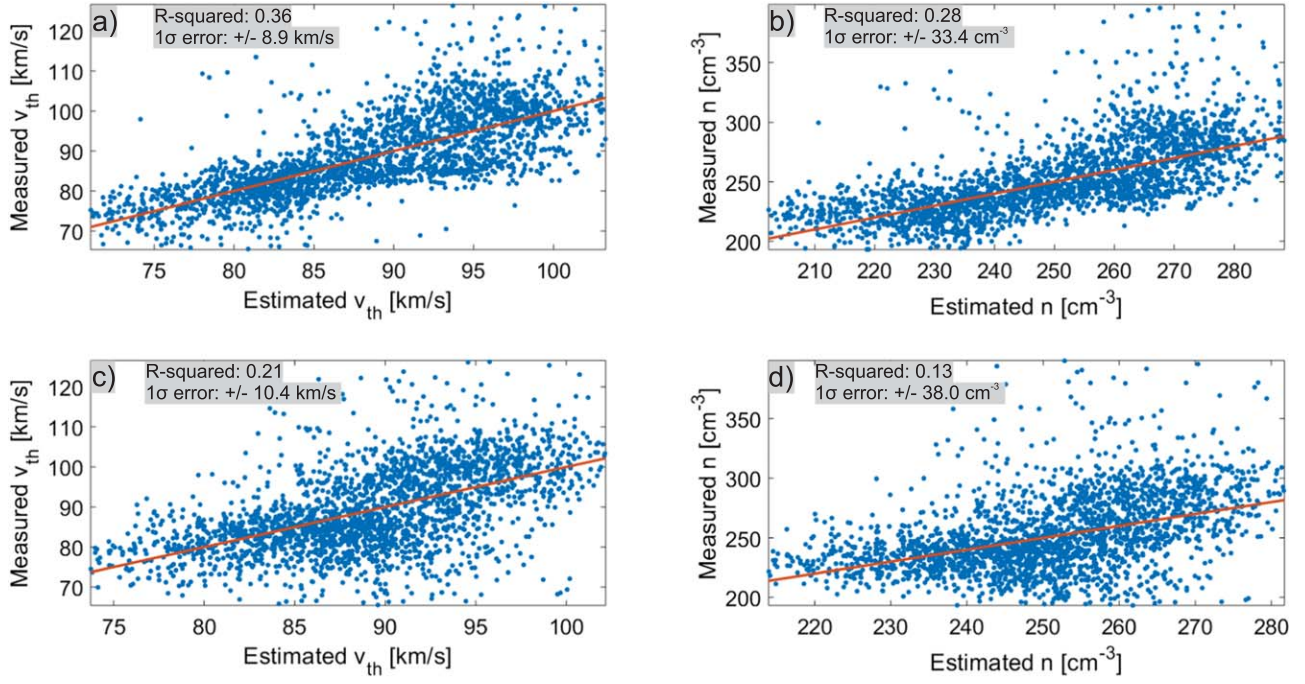 a)
R-squared: 0.36
1σ error: +/- 8.9 km/s
Measured v_th [km/s]
120
110
100
90
80
70
75 80 85 90 95 100
Estimated v_th [km/s]
b)
R-squared: 0.28
1σ error: +/- 33.4 cm⁻³
Measured n [cm⁻³]
350
300
250
200
210 220 230 240 250 260 270 280
Estimated n [cm⁻³]
c)
R-squared: 0.21
1σ error: +/- 10.4 km/s
Measured v_th [km/s]
120
110
100
90
80
70
75 80 85 90 95 100
Estimated v_th [km/s]
d)
R-squared: 0.13
1σ error: +/- 38.0 cm⁻³
Measured n [cm⁻³]
350
300
250
200
220 230 240 250 260 270 280
Estimated n [cm⁻³]